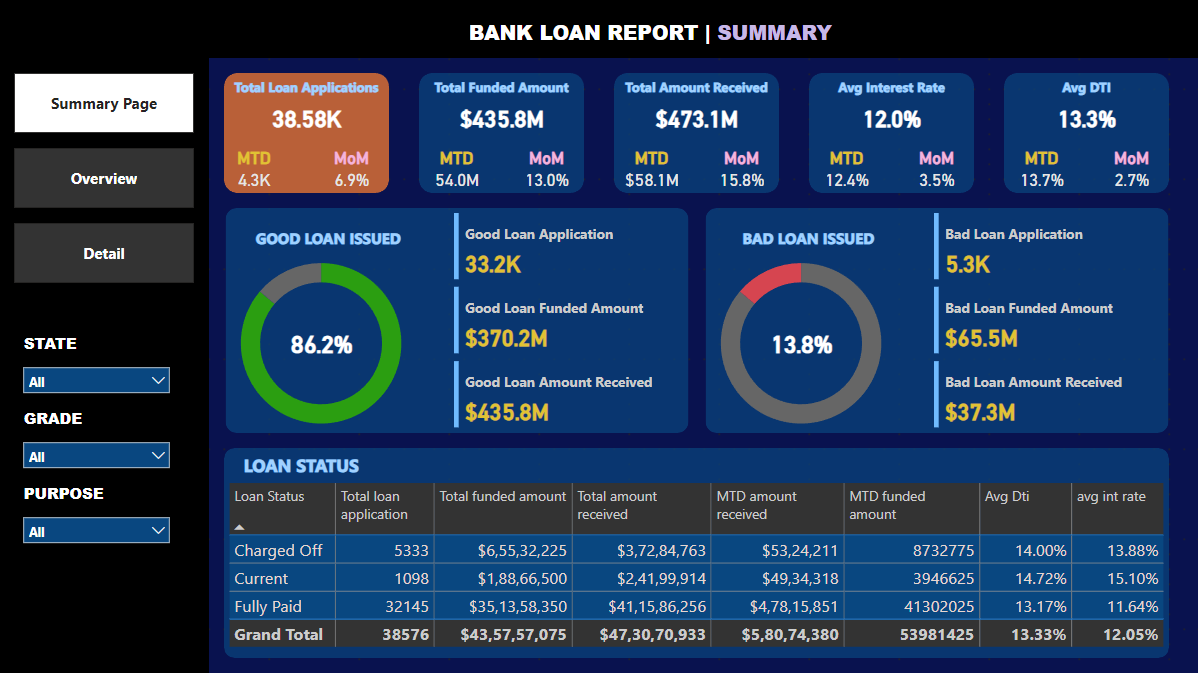 BANK LOAN REPORT | SUMMARY
Summary Page
Overview
Detail
STATE
All
GRADE
All
PURPOSE
All
Total Loan Applications
38.58K
MTD MoM
4.3K 6.9%
Total Funded Amount
$435.8M
MTD MoM
54.0M 13.0%
Total Amount Received
$473.1M
MTD MoM
$58.1M 15.8%
Avg Interest Rate
12.0%
MTD MoM
12.4% 3.5%
Avg DTI
13.3%
MTD MoM
13.7% 2.7%
GOOD LOAN ISSUED
86.2%
Good Loan Application
33.2K
Good Loan Funded Amount
$370.2M
Good Loan Amount Received
$435.8M
BAD LOAN ISSUED
13.8%
Bad Loan Application
5.3K
Bad Loan Funded Amount
$65.5M
Bad Loan Amount Received
$37.3M
LOAN STATUS
Loan Status Total loan application Total funded amount Total amount received MTD amount received MTD funded amount Avg Dti avg int rate
Charged Off 5333 $6,55,32,225 $3,72,84,763 $53,24,211 8732775 14.00% 13.88%
Current 1098 $1,88,66,500 $2,41,99,914 $49,34,318 3946625 14.72% 15.10%
Fully Paid 32145 $35,13,58,350 $41,15,86,256 $4,78,15,851 41302025 13.17% 11.64%
Grand Total 38576 $43,57,57,075 $47,30,70,933 $5,80,74,380 53981425 13.33% 12.05%